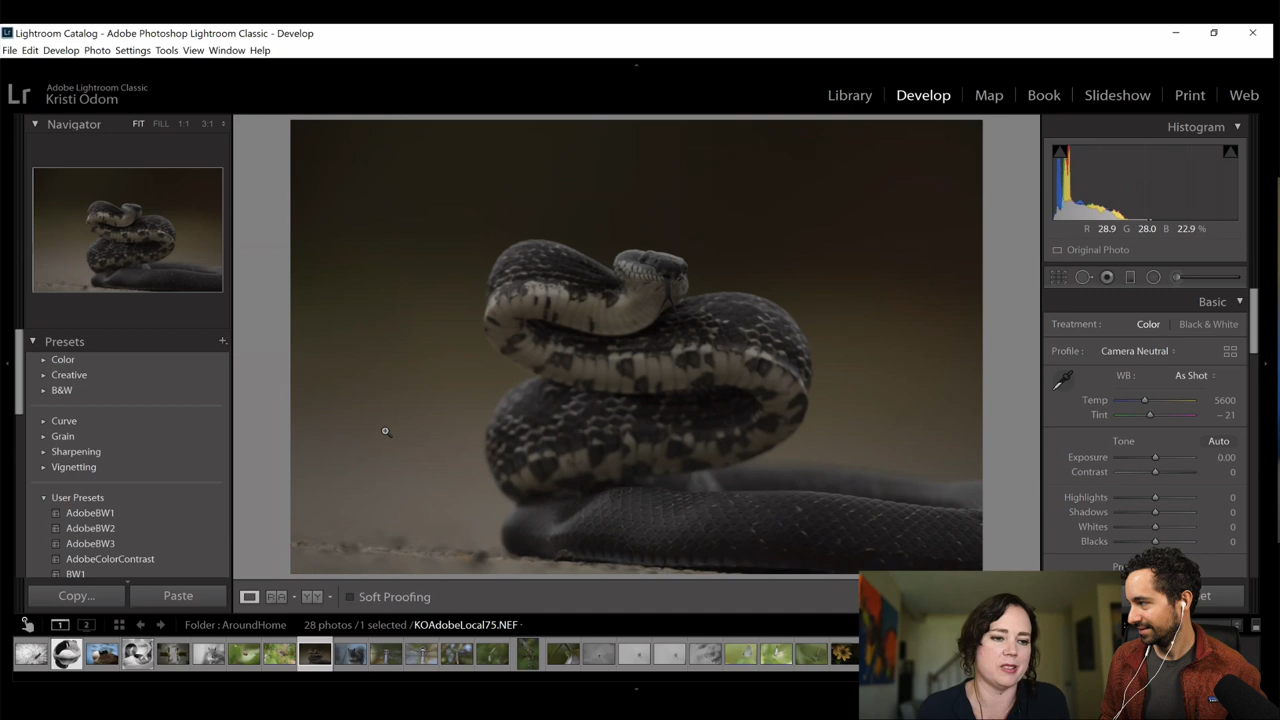 Lr Lightroom Catalog - Adobe Photoshop Lightroom Classic - Develop
File Edit Develop Photo Settings Tools View Window Help
Lr Adobe Lightroom Classic
Kristi Odom
Library Develop Map Book Slideshow Print Web
Navigator FIT FILL 1:1 3:1
Presets +
Color
Creative
B&W
Curve
Grain
Sharpening
Vignetting
User Presets
AdobeBW1
AdobeBW2
AdobeBW3
AdobeColorContrast
BW1
Copy... Paste
Soft Proofing
Histogram
R 28.9 G 28.0 B 22.9 %
Original Photo
Basic
Treatment : Color Black & White
Profile : Camera Neutral
WB : As Shot
Temp 5600
Tint – 21
Tone Auto
Exposure 0.00
Contrast 0
Highlights 0
Shadows 0
Whites 0
Blacks 0
1 2 Folder : AroundHome 28 photos / 1 selected / KOAdobeLocal75.NEF